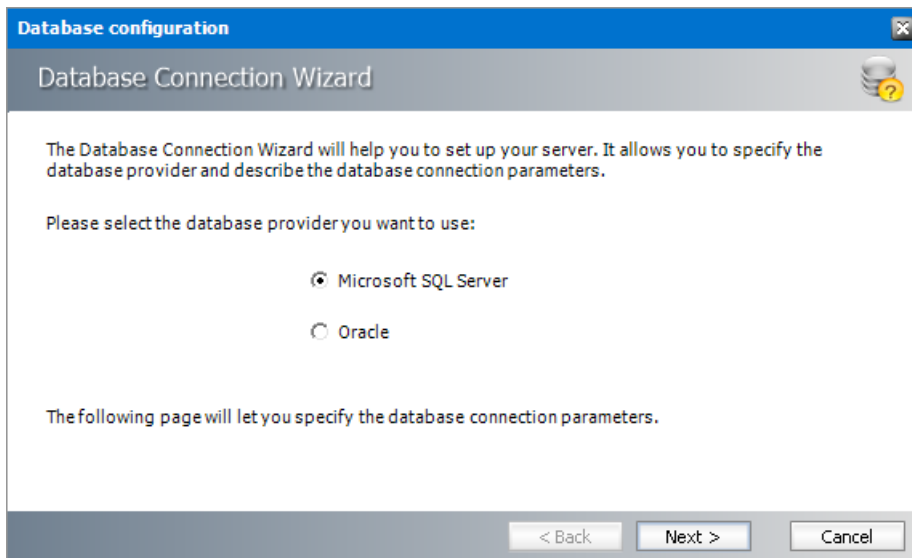 Database configuration
Database Connection Wizard
The Database Connection Wizard will help you to set up your server. It allows you to specify the
database provider and describe the database connection parameters.
Please select the database provider you want to use:
Microsoft SQL Server
Oracle
The following page will let you specify the database connection parameters.
< Back Next > Cancel